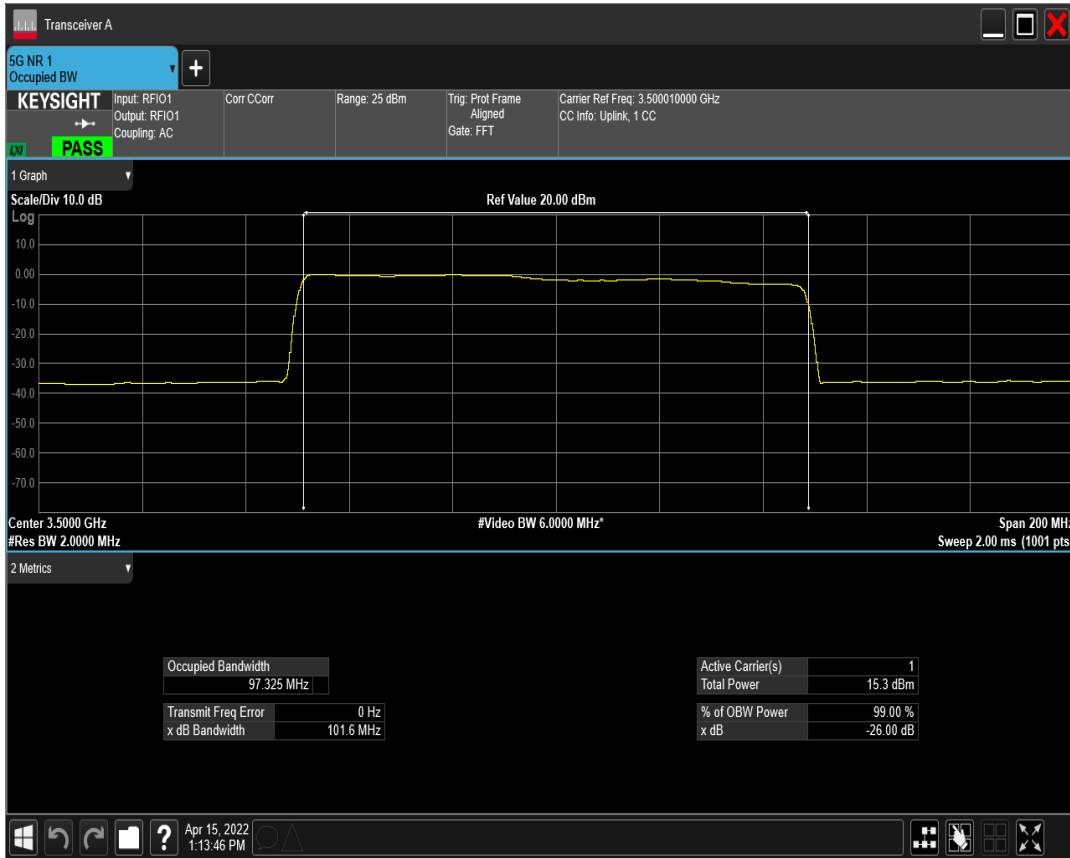 Transceiver A
5G NR 1
Occupied BW
KEYSIGHT
LXI
PASS
Input: RFIO1
Output: RFIO1
Coupling: AC
Corr CCorr
Range: 25 dBm
Trig: Prot Frame
Aligned
Gate: FFT
Carrier Ref Freq: 3.500010000 GHz
CC Info: Uplink, 1 CC
1 Graph
Scale/Div 10.0 dB
Ref Value 20.00 dBm
Log
10.0
0.00
-10.0
-20.0
-30.0
-40.0
-50.0
-60.0
-70.0
Center 3.5000 GHz
#Video BW 6.0000 MHz*
Span 200 MHz
#Res BW 2.0000 MHz
Sweep 2.00 ms (1001 pts
2 Metrics
Occupied Bandwidth
97.325 MHz
Transmit Freq Error 0 Hz
x dB Bandwidth 101.6 MHz
Active Carrier(s) 1
Total Power 15.3 dBm
% of OBW Power 99.00 %
x dB -26.00 dB
?
Apr 15, 2022
1:13:46 PM